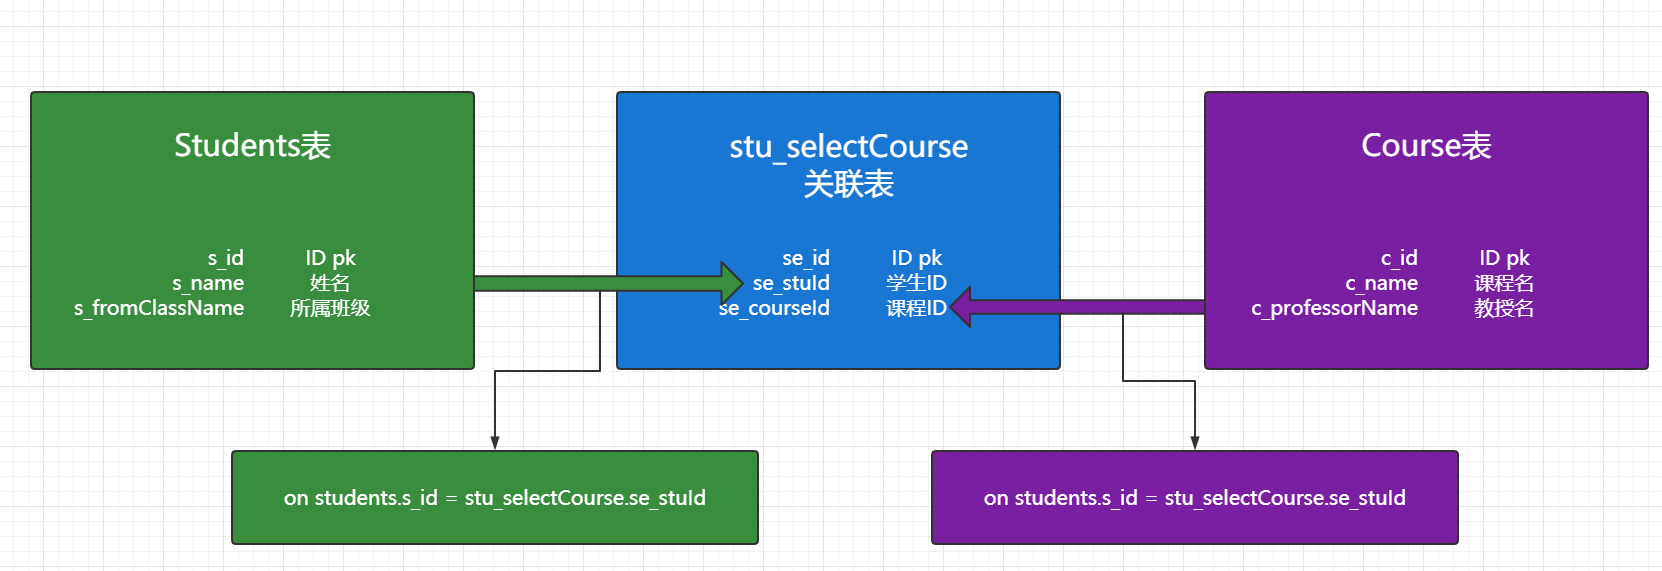 Students表
s_id ID pk
s_name 姓名
s_fromClassName 所属班级
stu_selectCourse
关联表
se_id ID pk
se_stuId 学生ID
se_courseId 课程ID
Course表
c_id ID pk
c_name 课程名
c_professorName 教授名
on students.s_id = stu_selectCourse.se_stuId
on students.s_id = stu_selectCourse.se_stuId